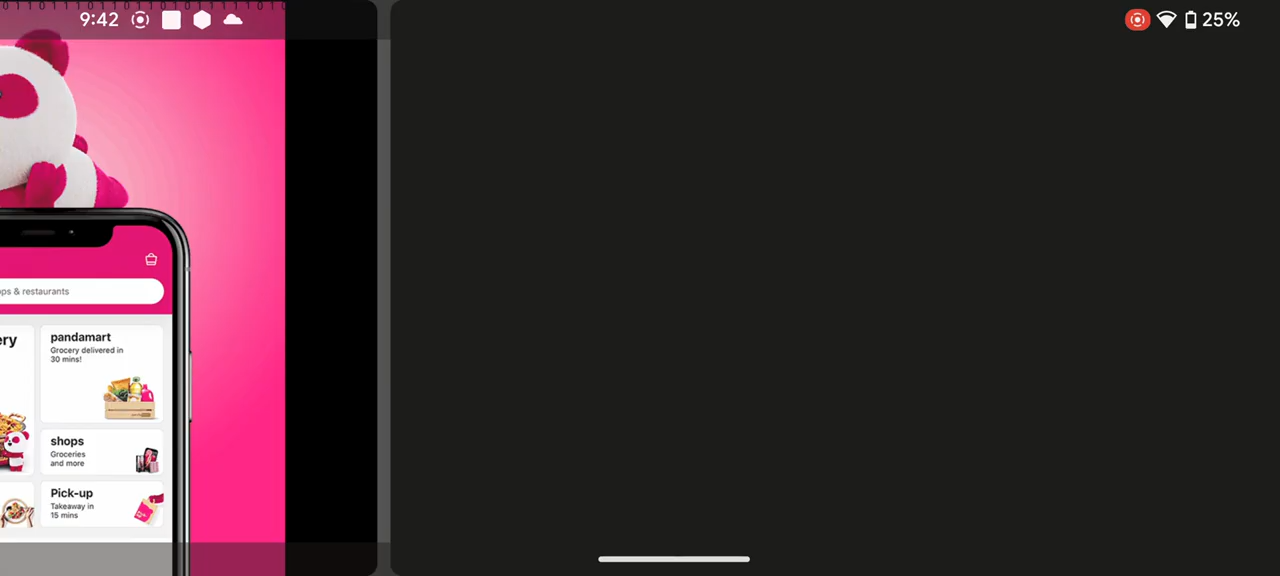 9:42
25%
ps & restaurants
ery
pandamart
Grocery delivered in
30 mins!
shops
Groceries
and more
Pick-up
Takeaway in
15 mins